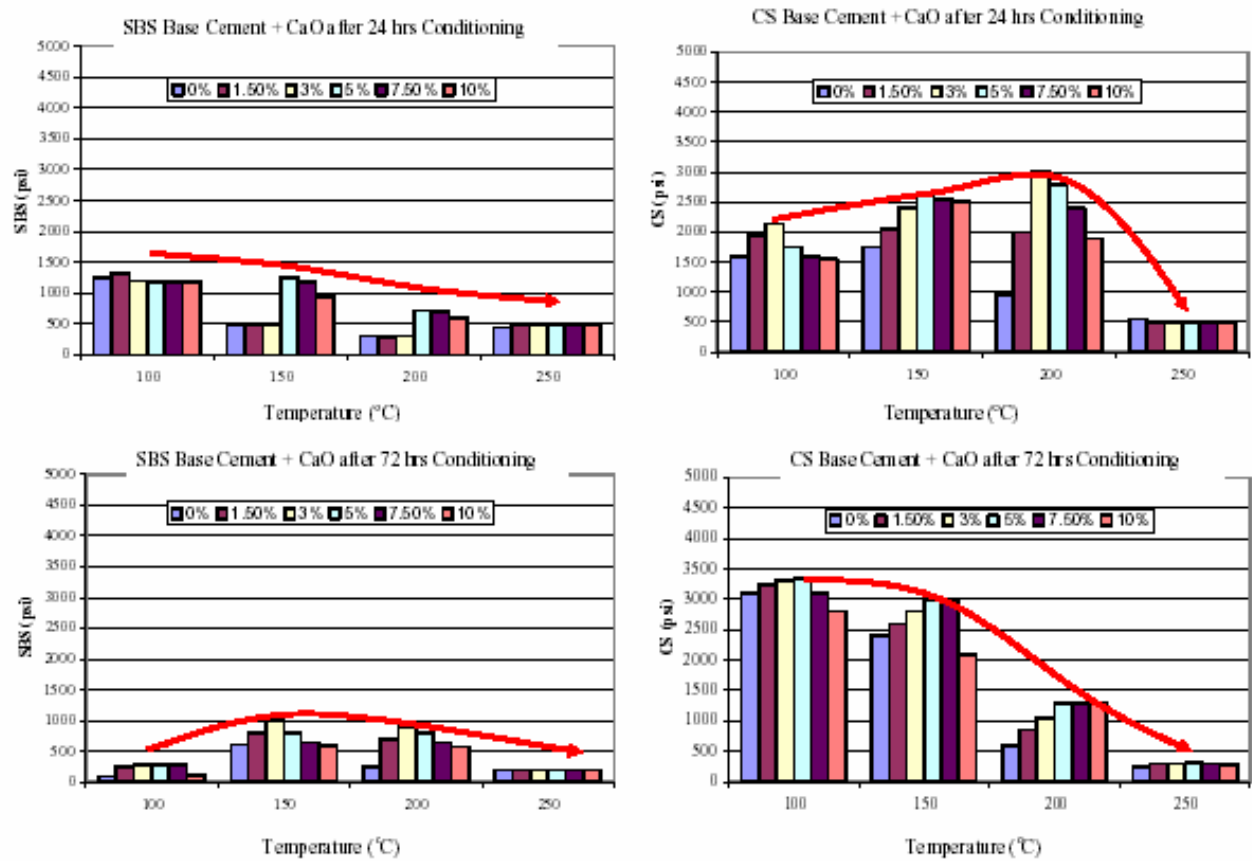 SBS Base Cement + CaO after 24 hrs Conditioning
5000
4500
4000
3500
3000
2500
2000
1500
1000
500
0
SBS (psi)
0% 1.50% 3% 5% 7.50% 10%
100 150 200 250
Temperature (°C)
CS Base Cement + CaO after 24 hrs Conditioning
5000
4500
4000
3500
3000
2500
2000
1500
1000
500
0
CS (psi)
0% 1.50% 3% 5% 7.50% 10%
100 150 200 250
Temperature (°C)
SBS Base Cement + CaO after 72 hrs Conditioning
5000
4500
4000
3500
3000
2500
2000
1500
1000
500
0
SBS (psi)
0% 1.50% 3% 5% 7.50% 10%
100 150 200 250
Temperature (°C)
CS Base Cement + CaO after 72 hrs Conditioning
5000
4500
4000
3500
3000
2500
2000
1500
1000
500
0
CS (psi)
0% 1.50% 3% 5% 7.50% 10%
100 150 200 250
Temperature (°C)